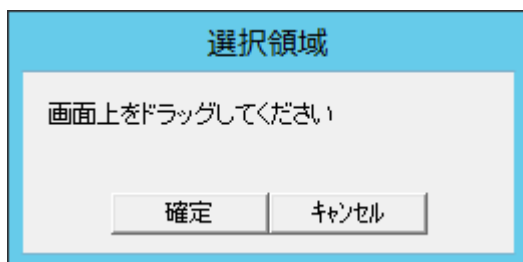 選択領域
画面上をドラッグしてください
確定
キャンセル